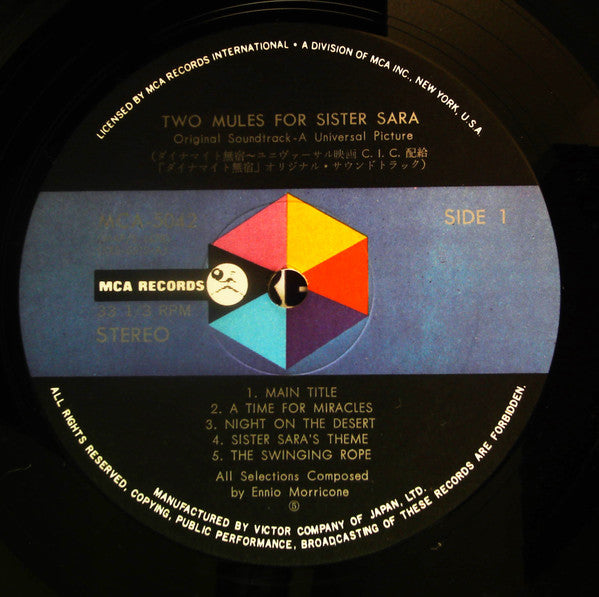 LICENSED BY MCA RECORDS INTERNATIONAL • A DIVISION OF MCA INC., NEW YORK, U.S.A.
TWO MULES FOR SISTER SARA
Original Soundtrack-A Universal Picture
(ダイナマイト無宿～ユニヴァーサル映画 C. I. C. 配給
「ダイナマイト無宿」オリジナル・サウンドトラック)
MCA-5042
SIDE 1
MCA RECORDS
33 1/3 RPM
STEREO
1. MAIN TITLE
2. A TIME FOR MIRACLES
3. NIGHT ON THE DESERT
4. SISTER SARA'S THEME
5. THE SWINGING ROPE
All Selections Composed
by Ennio Morricone
Ⓢ
MANUFACTURED BY VICTOR COMPANY OF JAPAN, LTD.
ALL RIGHTS RESERVED, COPYING, PUBLIC PERFORMANCE, BROADCASTING OF THESE RECORDS ARE FORBIDDEN.